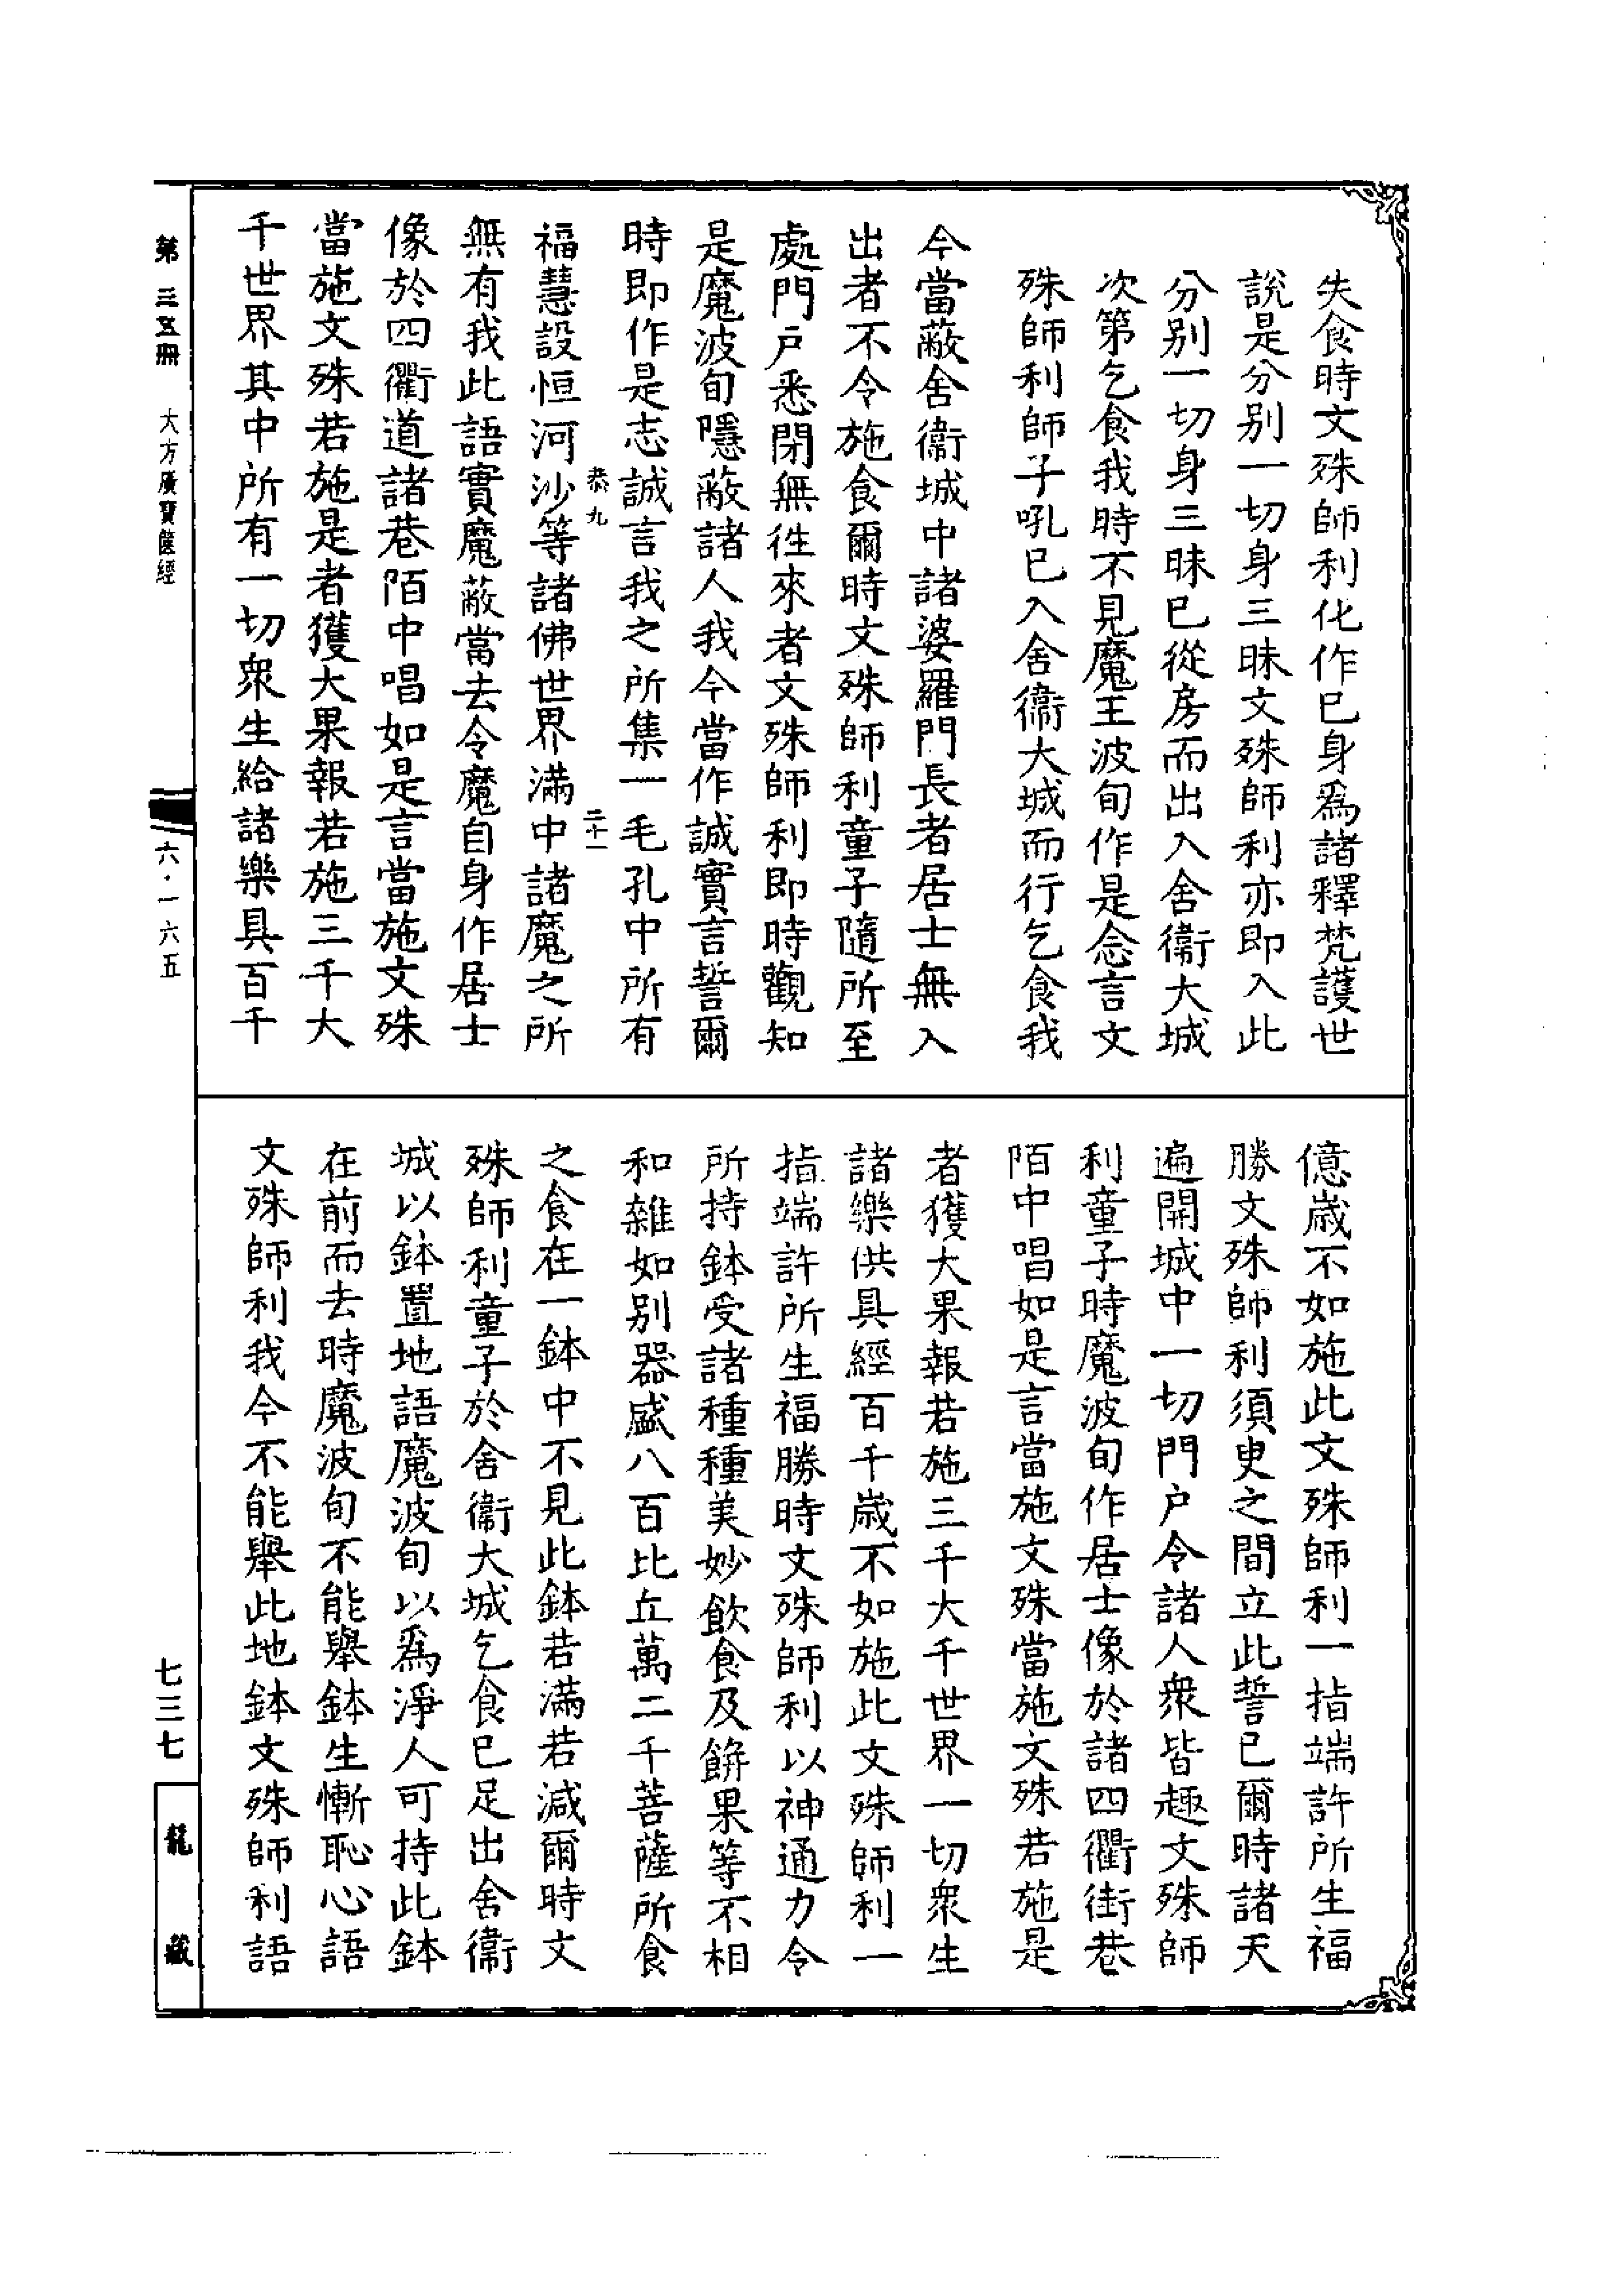 失食時文殊師利化作已身爲諸釋梵護世
說是分别一切身三昧文殊師利亦即入此
分别一切身三昧已從房而出入舍衞大城
次第乞食我時不見魔王波旬作是念言文
殊師利師子吼已入舍衞大城而行乞食我
今當蔽舍衞城中諸婆羅門長者居士無入
出者不令施食爾時文殊師利童子隨所至
處門户悉閉無徃來者文殊師利即時觀知
是魔波旬隱蔽諸人我今當作誠實言誓爾
時即作是志誠言我之所集一毛孔中所有
恭九
二十一
福慧設恒河沙等諸佛世界滿中諸魔之所
無有我此語實魔蔽當去令魔自身作居士
像於四衢道諸巷陌中唱如是言當施文殊
當施文殊若施是者獲大果報若施三千大
千世界其中所有一切衆生給諸樂具百千
億歳不如施此文殊師利一指端許所生福
勝文殊師利須臾之間立此誓已爾時諸天
遍開城中一切門户令諸人衆皆趣文殊師
利童子時魔波旬作居士像於諸四衢街巷
陌中唱如是言當施文殊當施文殊若施是
者獲大果報若施三千大千世界一切衆生
諸樂供具經百千歳不如施此文殊師利一
指端許所生福勝時文殊師利以神通力令
所持鉢受諸種種美妙飲食及餅果等不相
和雜如别器盛八百比丘萬二千菩薩所食
之食在一鉢中不見此鉢若滿若減爾時文
殊師利童子於舍衞大城乞食已足出舍衞
城以鉢置地語魔波旬以爲淨人可持此鉢
在前而去時魔波旬不能舉鉢生慚恥心語
文殊師利我今不能舉此地鉢文殊師利語
第三五册
大方廣寶篋經
六·一六五
七三七
龍藏